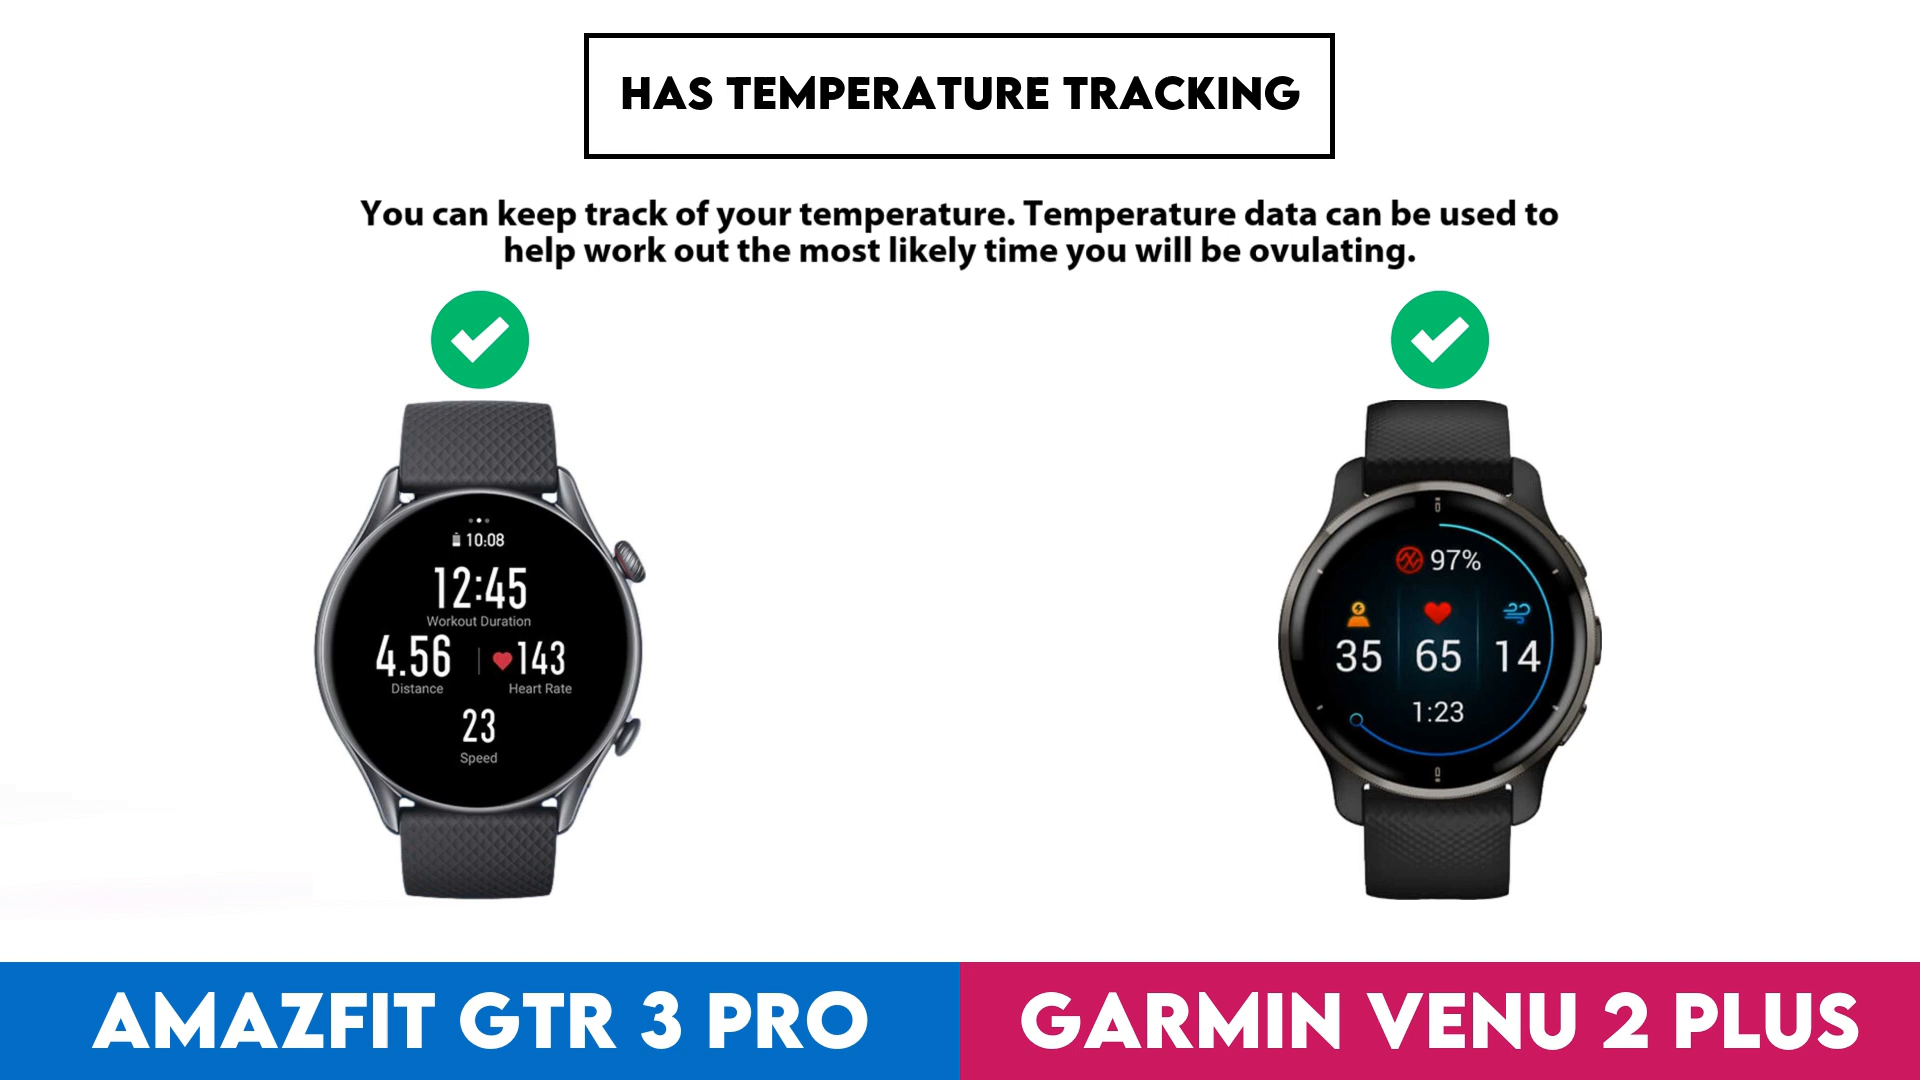 HAS TEMPERATURE TRACKING
You can keep track of your temperature. Temperature data can be used to
help work out the most likely time you will be ovulating.
10:08
12:45
Workout Duration
4.56 143
Distance Heart Rate
23
Speed
97%
35 65 14
1:23
AMAZFIT GTR 3 PRO
GARMIN VENU 2 PLUS